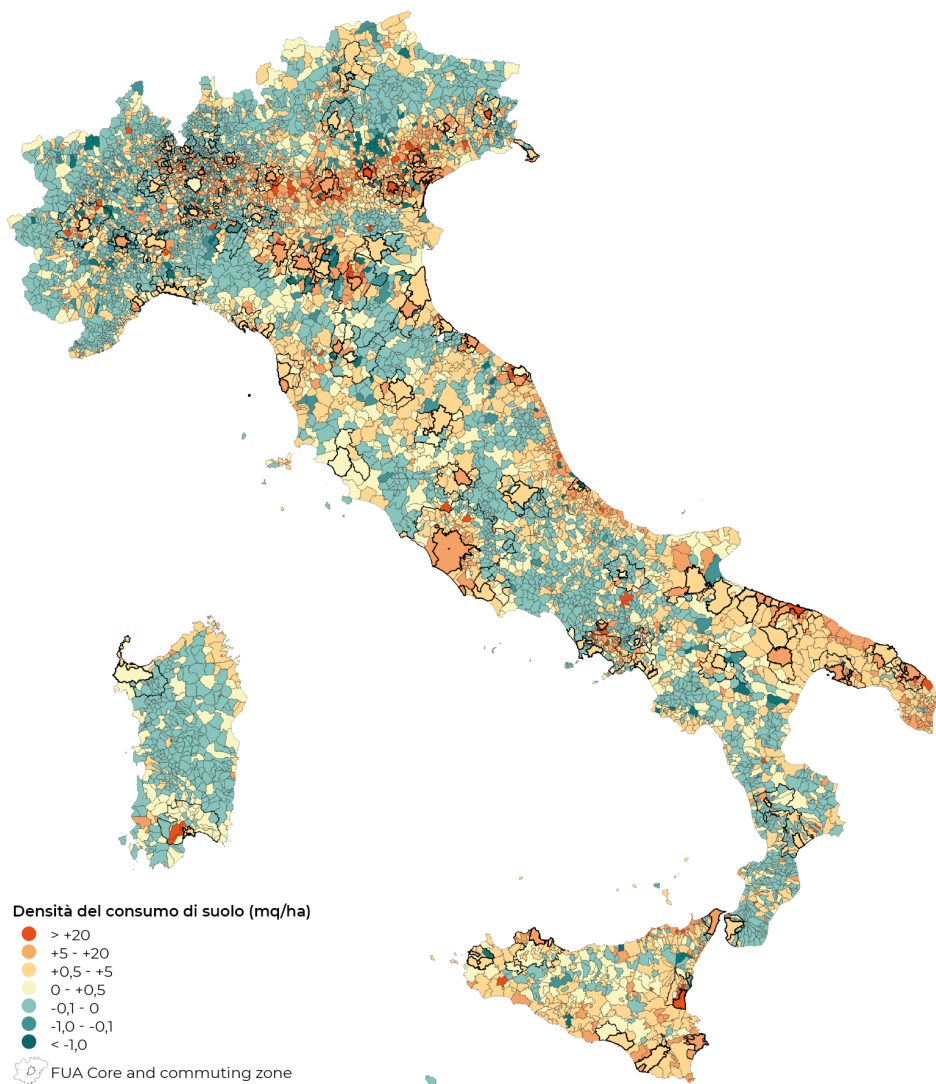 Densità del consumo di suolo (mq/ha)
> +20
+5 - +20
+0,5 - +5
0 - +0,5
-0,1 - 0
-1,0 - -0,1
< -1,0
FUA Core and commuting zone